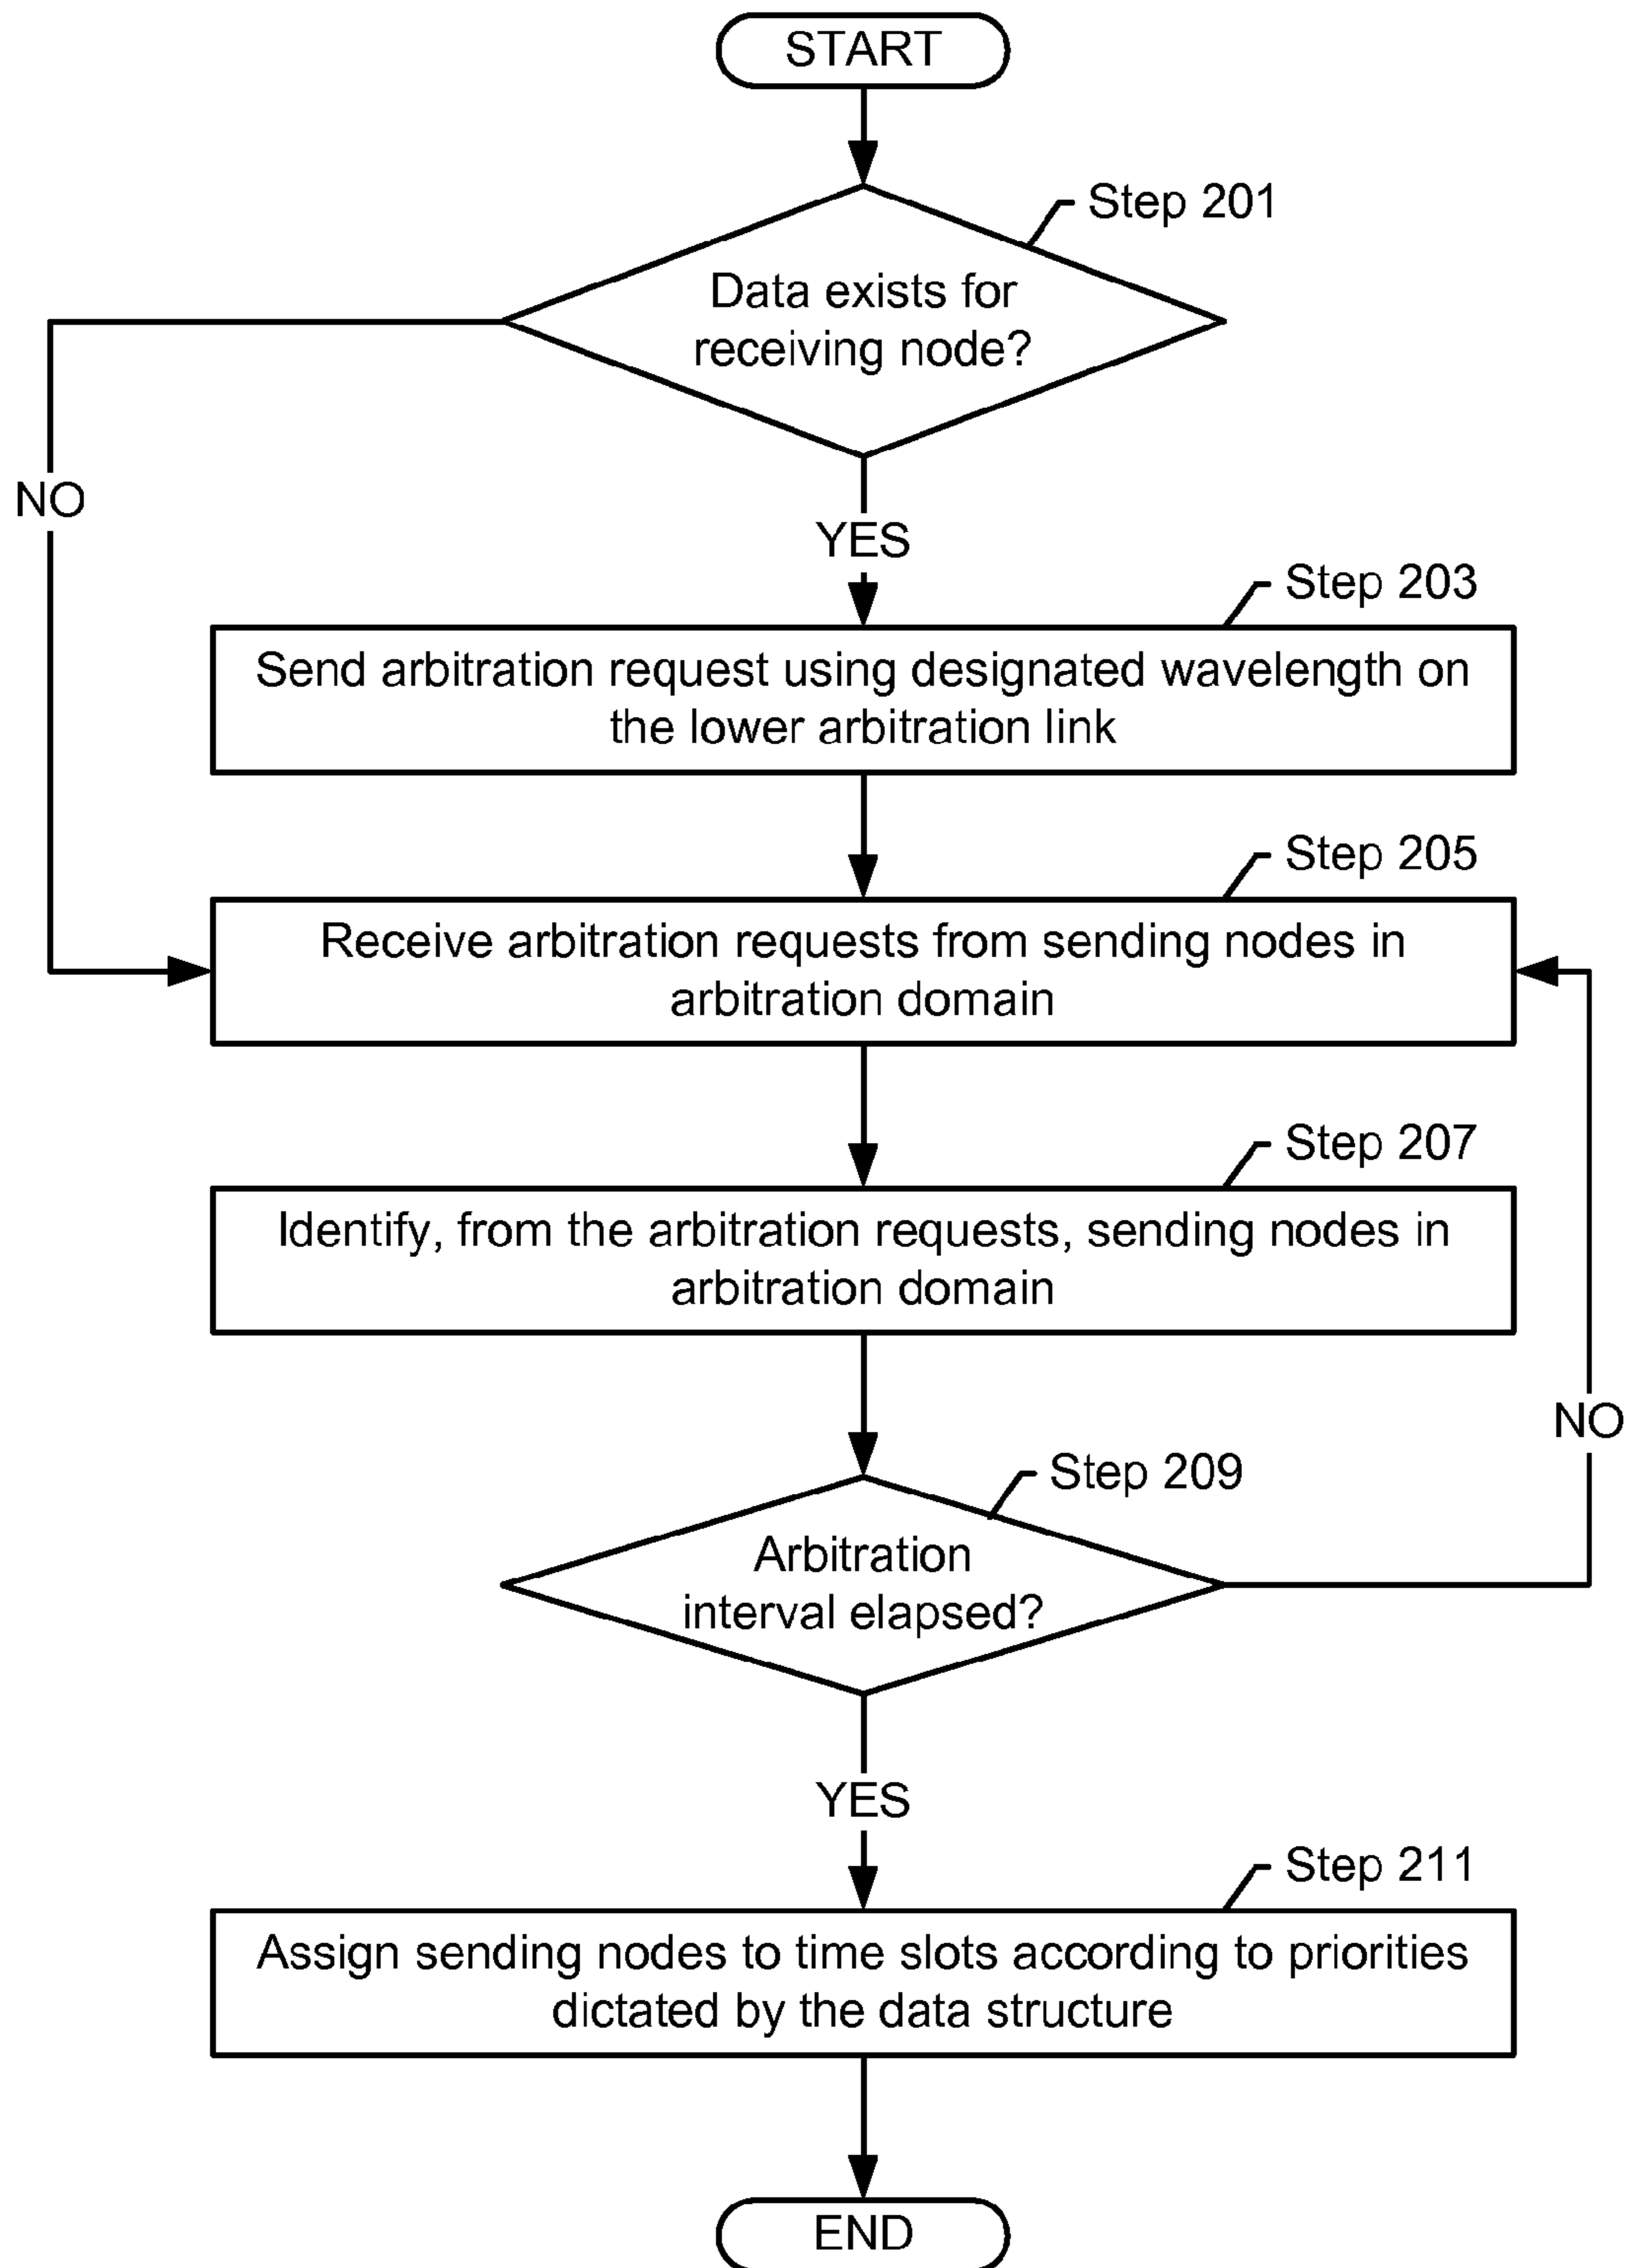 START
Step 201
Data exists for
receiving node?
NO
YES
Step 203
Send arbitration request using designated wavelength on
the lower arbitration link
Step 205
Receive arbitration requests from sending nodes in
arbitration domain
Step 207
Identify, from the arbitration requests, sending nodes in
arbitration domain
NO
Step 209
Arbitration
interval elapsed?
YES
Step 211
Assign sending nodes to time slots according to priorities
dictated by the data structure
END